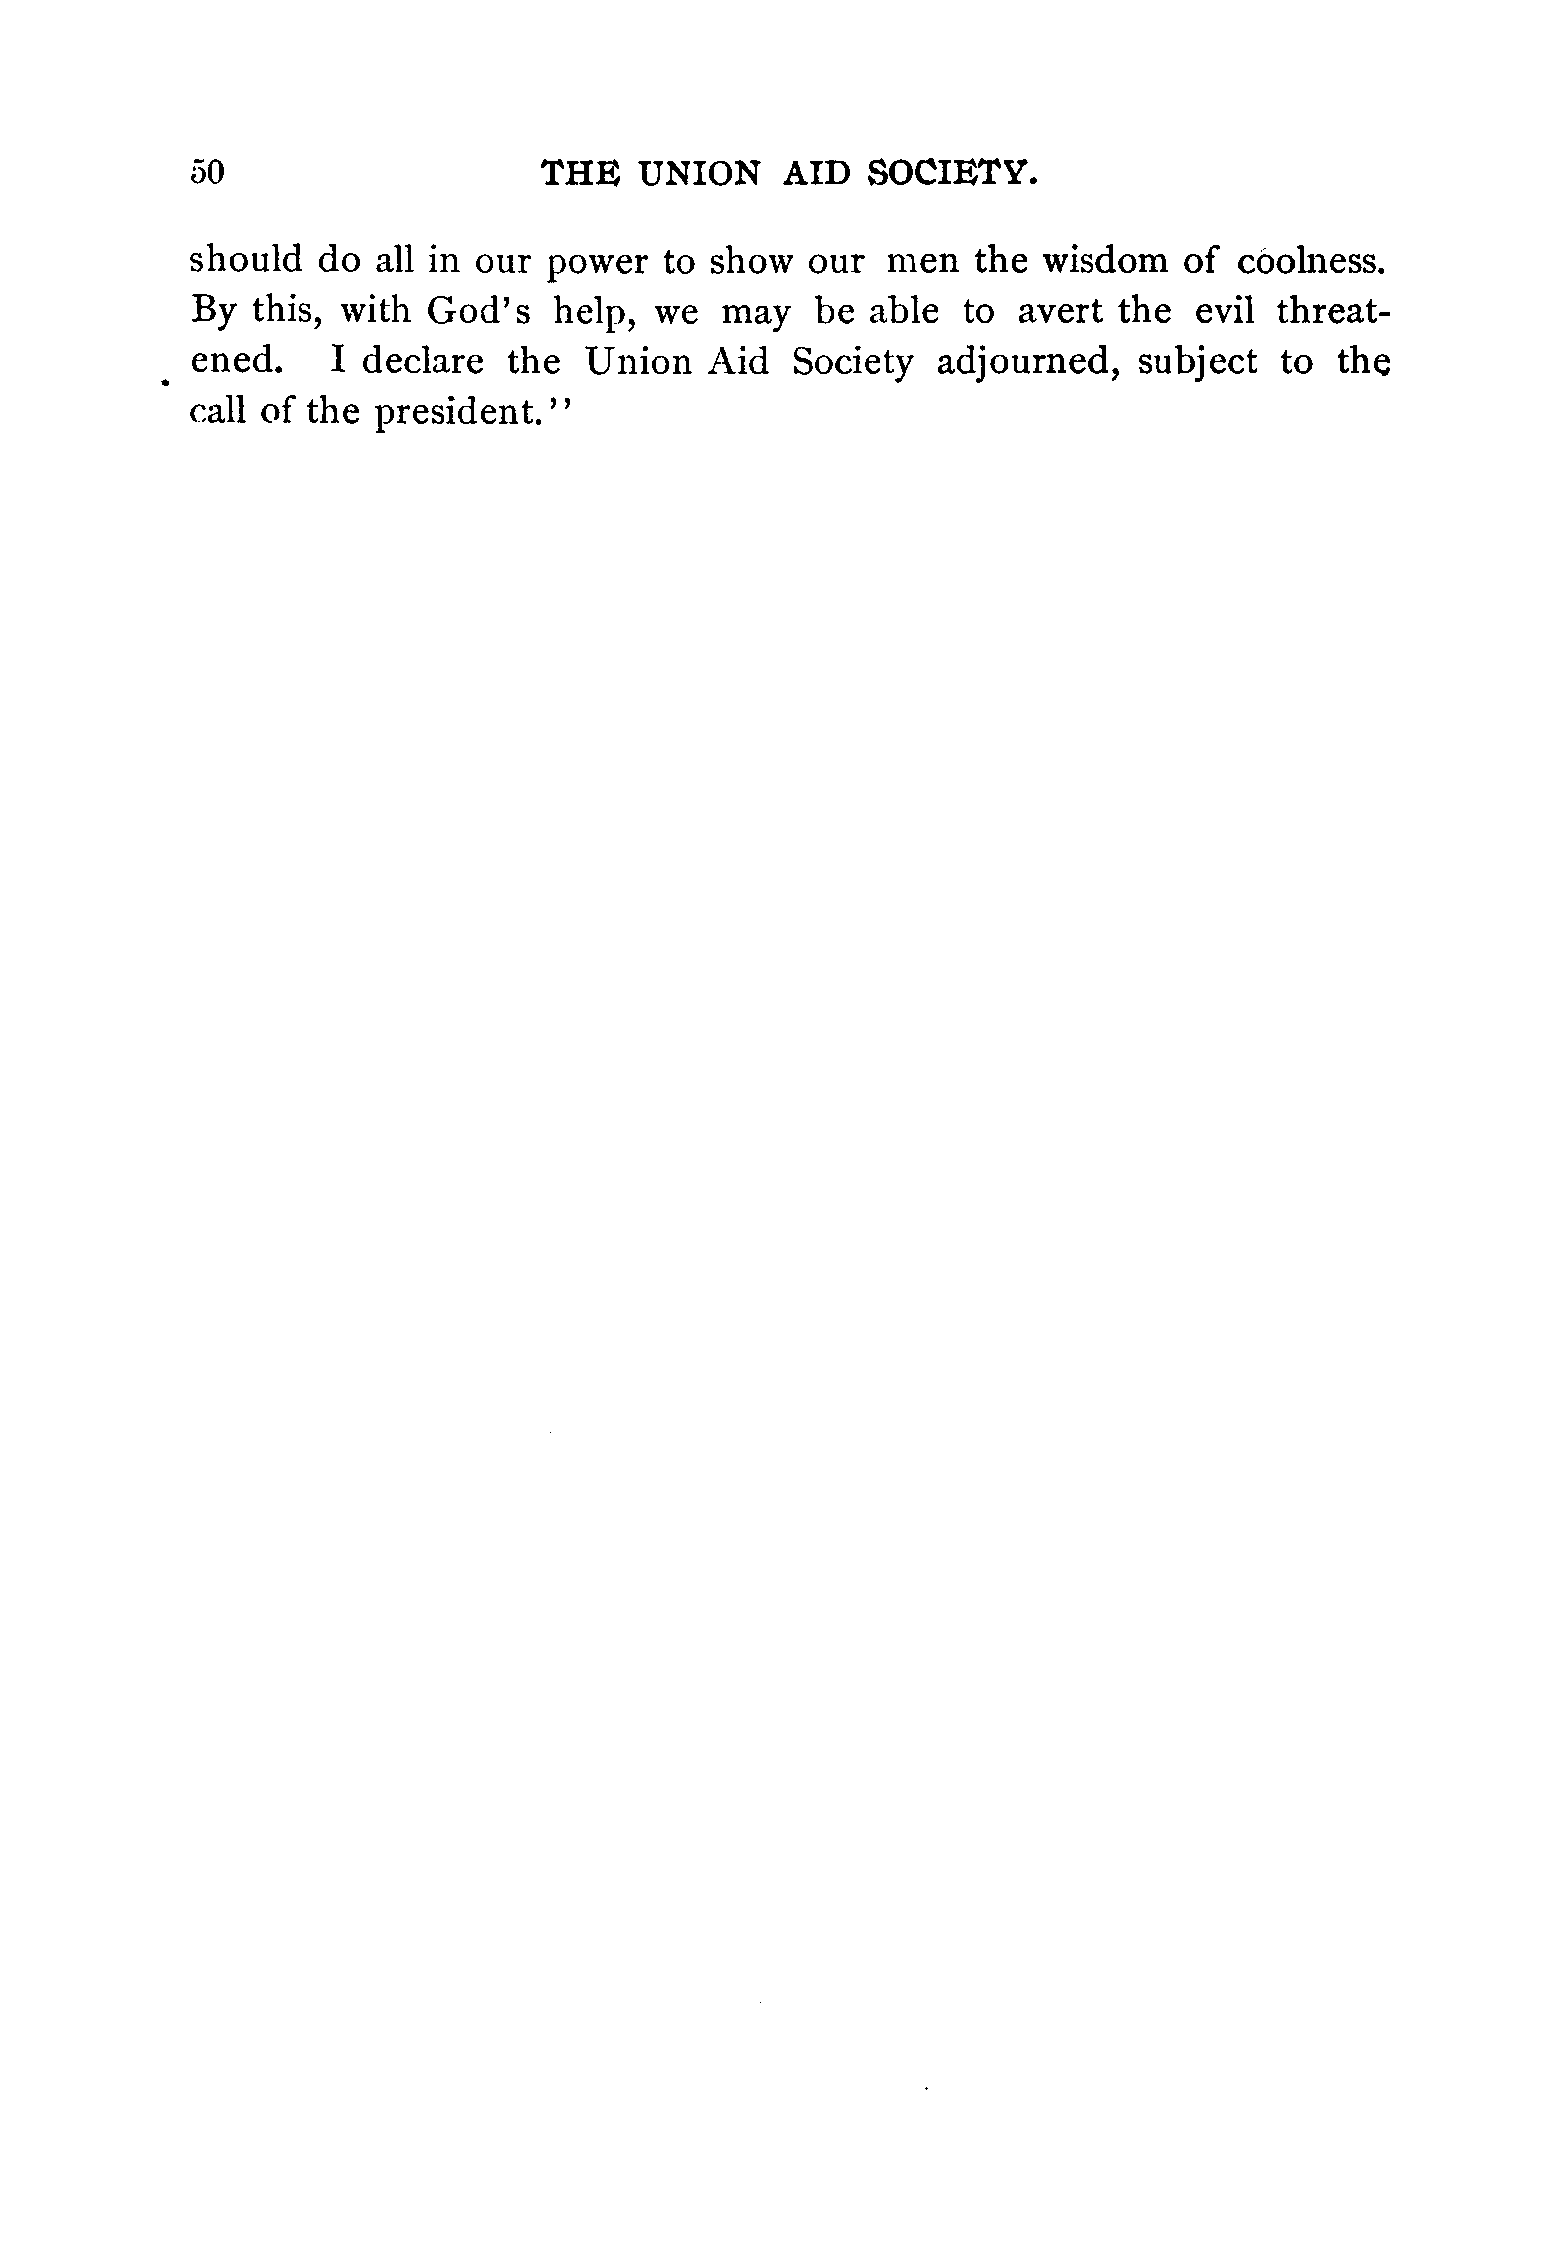 50 THE UNION AID SOCIETY.
should do all in our power to show our men the wisdom of coolness.
By this, with God's help, we may be able to avert the evil threat-
ened. I declare the Union Aid Society adjourned, subject to the
call of the president."